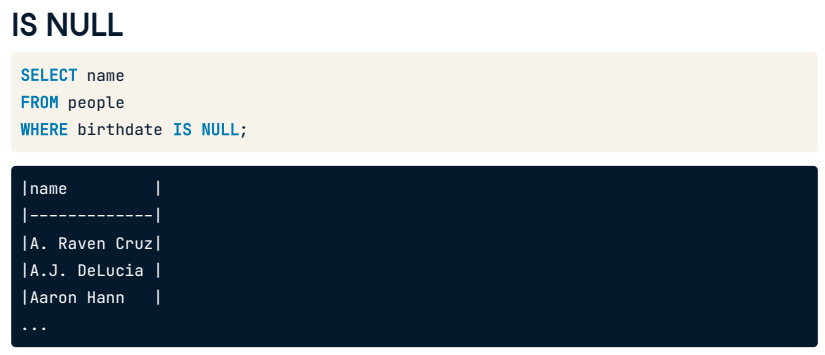 IS NULL
SELECT name
FROM people
WHERE birthdate IS NULL;
|name         |
|-------------|
|A. Raven Cruz|
|A.J. DeLucia |
|Aaron Hann   |
...